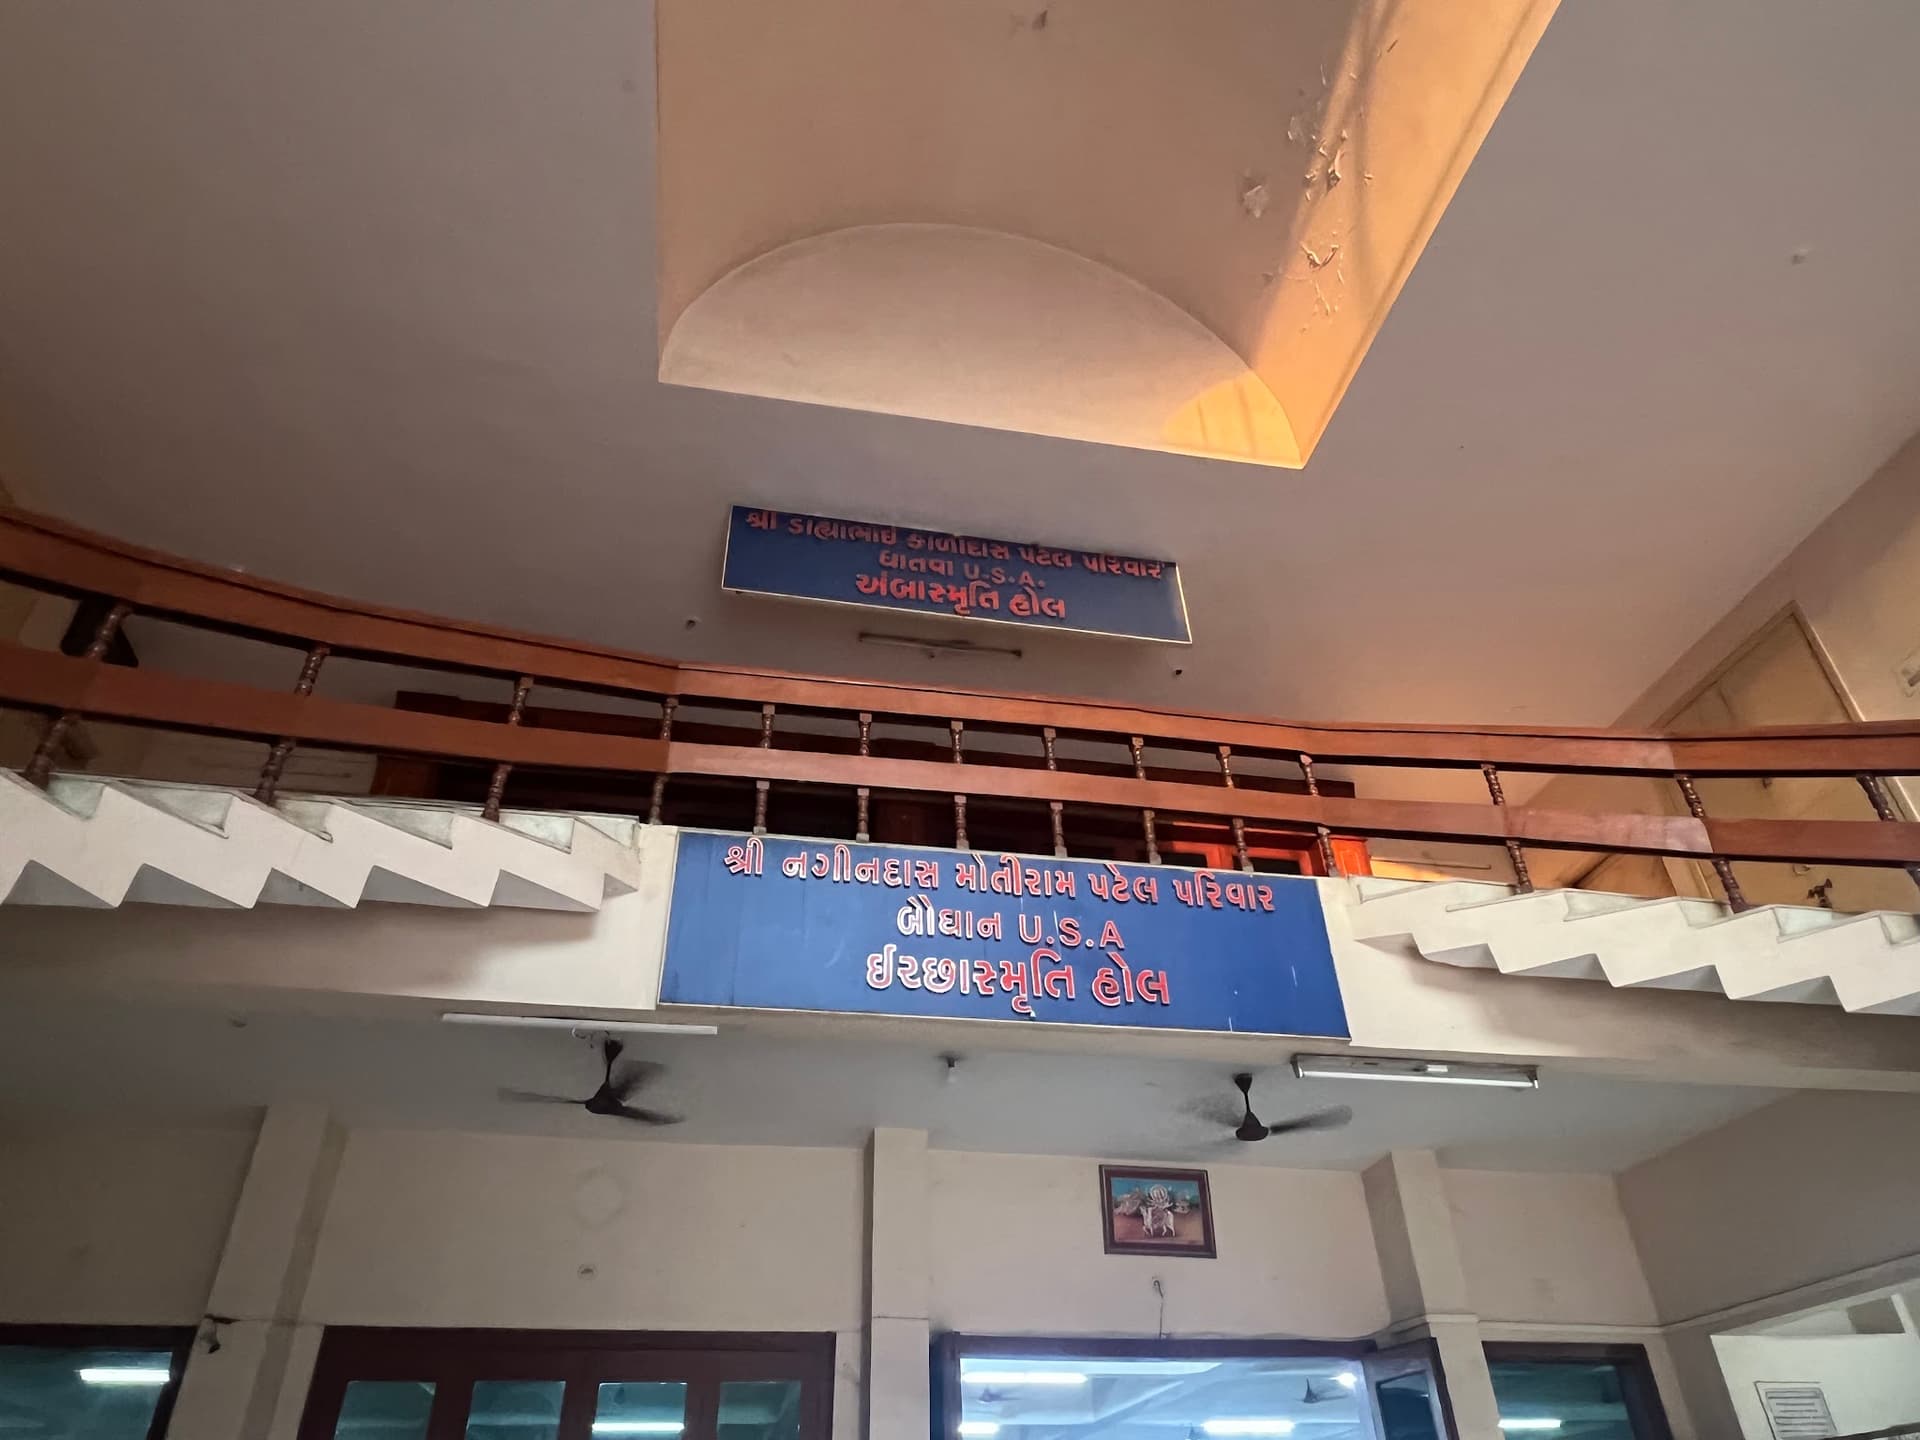 શ્રી ડાહ્યાભાઈ કાળીદાસ પટેલ પરિવાર
ધાતવા U.S.A.
અંબાસ્મૃતિ હોલ
શ્રી નગીનદાસ મોતીરામ પટેલ પરિવાર
બૌધાન U.S.A
ઈચ્છાસ્મૃતિ હોલ